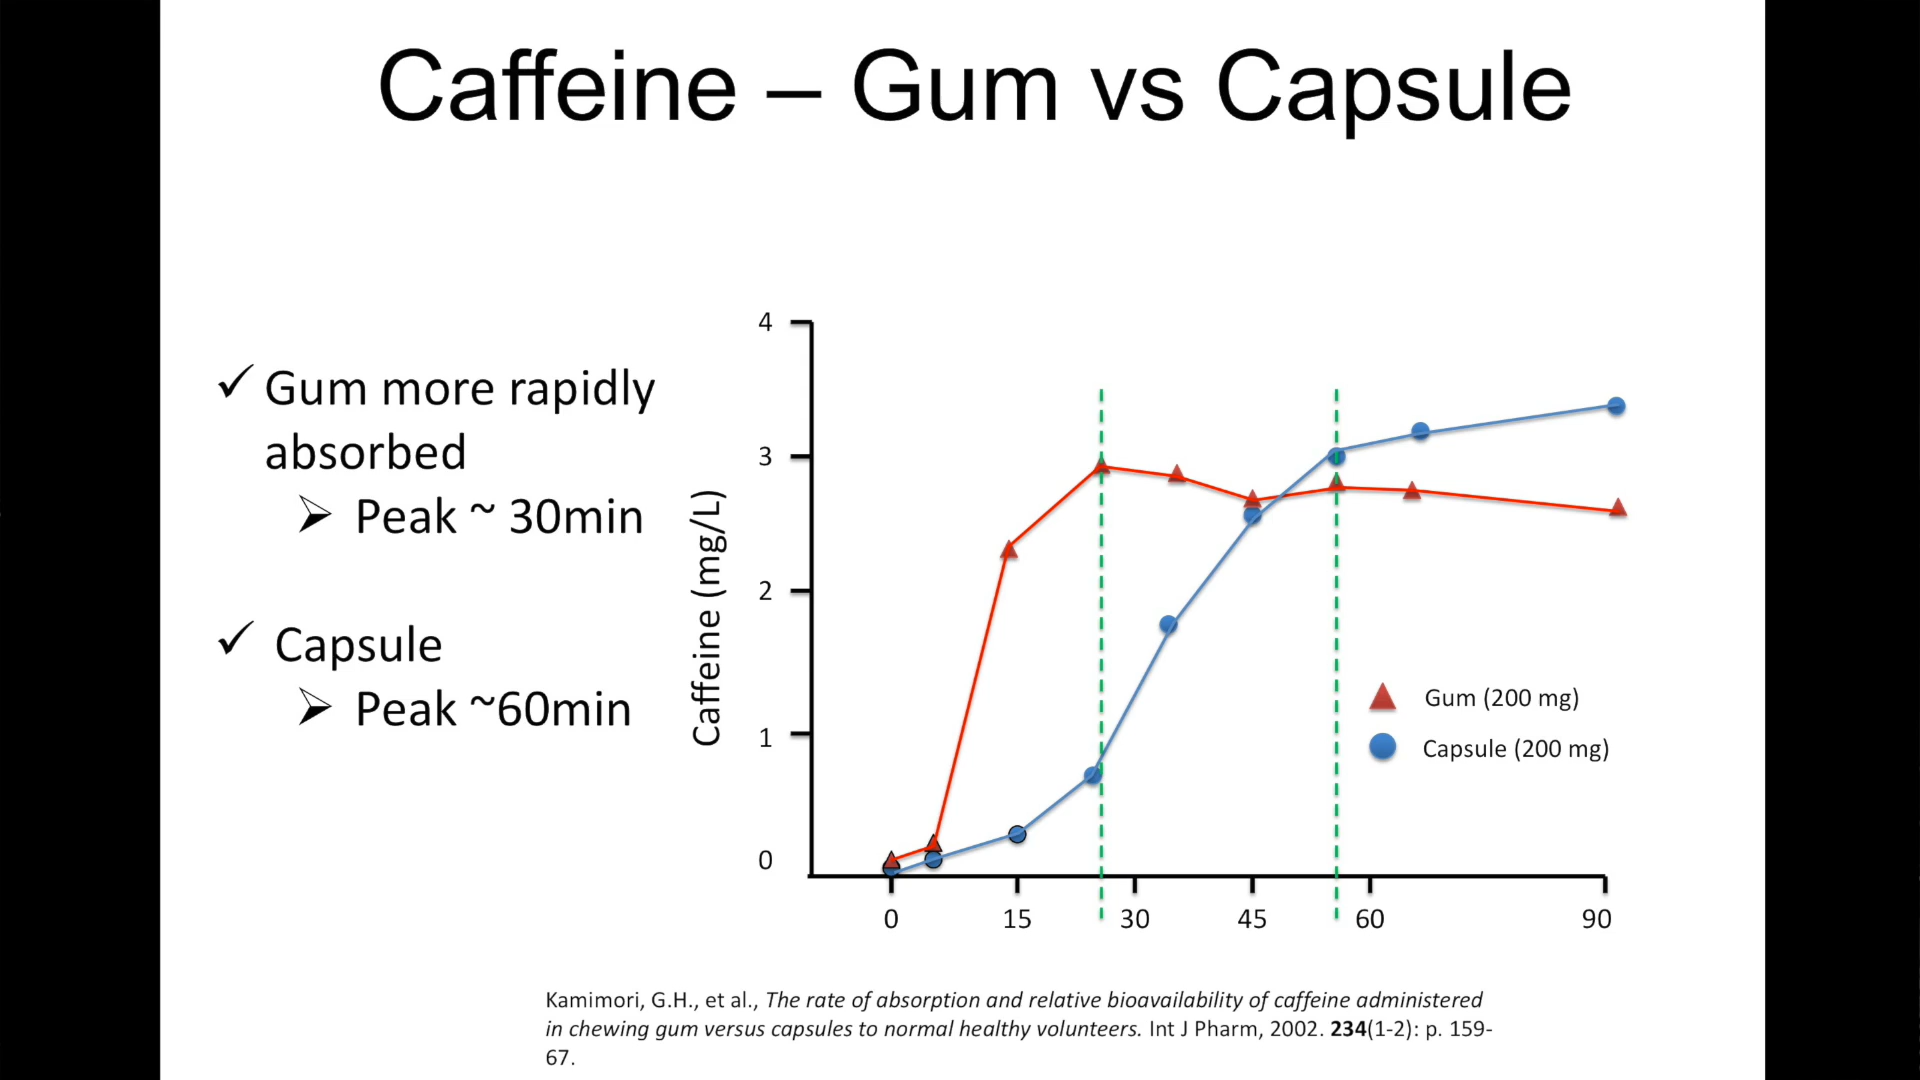 Caffeine – Gum vs Capsule
✓ Gum more rapidly
absorbed
➢ Peak ~ 30min
✓ Capsule
➢ Peak ~60min
Caffeine (mg/L)
4
3
2
1
0
0 15 30 45 60 90
Gum (200 mg)
Capsule (200 mg)
Kamimori, G.H., et al., The rate of absorption and relative bioavailability of caffeine administered
in chewing gum versus capsules to normal healthy volunteers. Int J Pharm, 2002. 234(1-2): p. 159-
67.